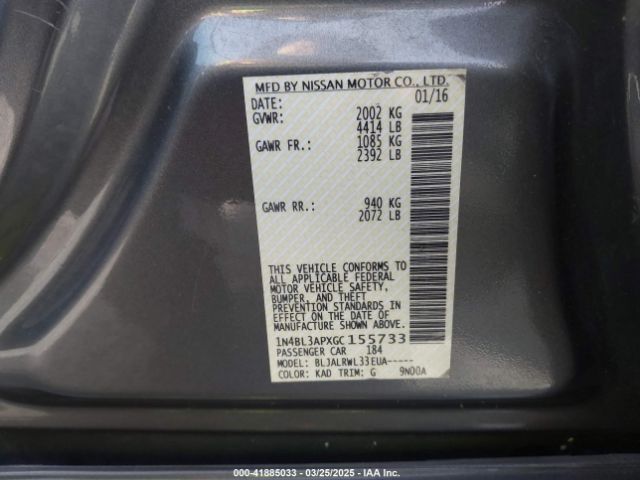 MFD BY NISSAN MOTOR CO., LTD.
DATE: 01/16
GVWR: 2002 KG
4414 LB
GAWR FR.: 1085 KG
2392 LB
GAWR RR.: 940 KG
2072 LB
THIS VEHICLE CONFORMS TO
ALL APPLICABLE FEDERAL
MOTOR VEHICLE SAFETY,
BUMPER, AND THEFT
PREVENTION STANDARDS IN
EFFECT ON THE DATE OF
MANUFACTURE SHOWN ABOVE.
1N4BL3APXGC155733
PASSENGER CAR 184
MODEL: BLJALRWL33EUA-----
COLOR: KAD TRIM: G 9N00A
000-41885033 — 03/25/2025 — IAA Inc.